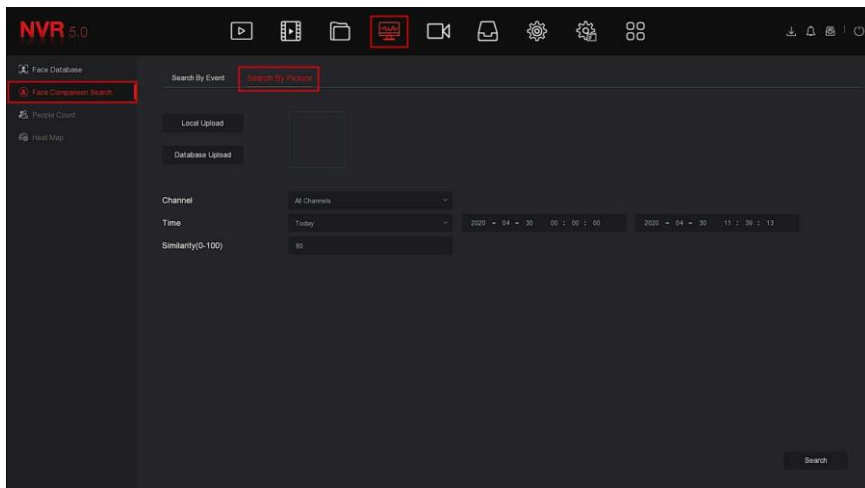 NVR 5.0
Face Database
Face Comparison Search
People Count
Heat Map
Search By Event Search By Picture
Local Upload
Database Upload
Channel All Channels
Time Today 2020 - 04 - 30 00 : 00 : 00 2020 - 04 - 30 11 : 39 : 13
Similarity(0-100) 80
Search